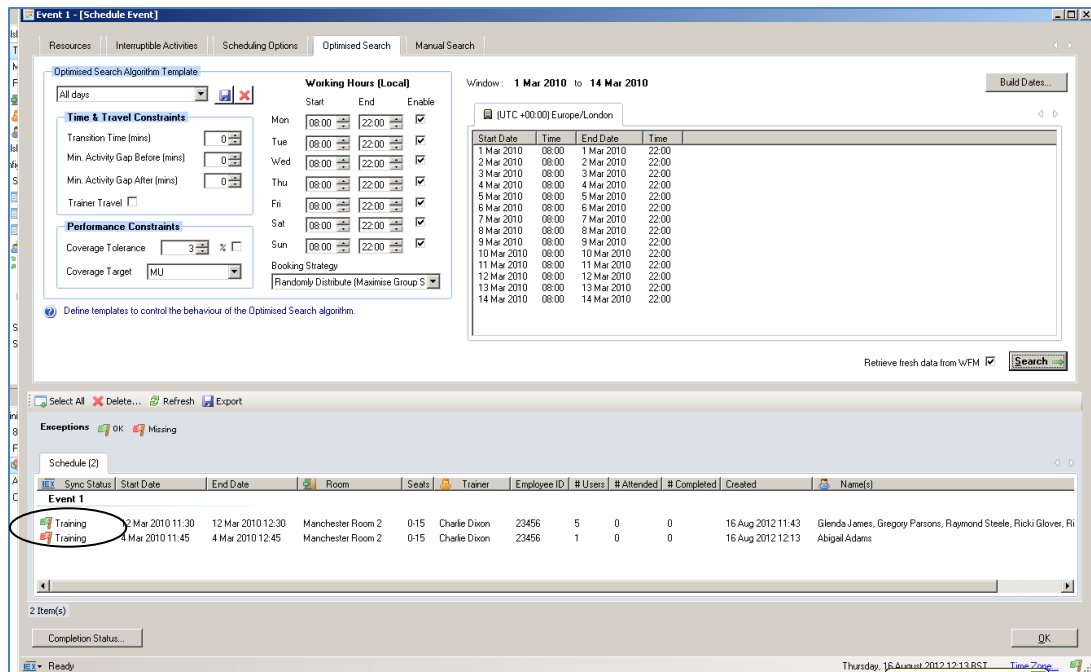 Event 1 - [Schedule Event]
Resources Interruptible Activities Scheduling Options Optimised Search Manual Search
Optimised Search Algorithm Template
All days
Time & Travel Constraints
Transition Time (mins) 0
Min. Activity Gap Before (mins) 0
Min. Activity Gap After (mins) 0
Trainer Travel
Performance Constraints
Coverage Tolerance 3 %
Coverage Target MU
Working Hours (Local)
Start End Enable
Mon 08:00 22:00
Tue 08:00 22:00
Wed 08:00 22:00
Thu 08:00 22:00
Fri 08:00 22:00
Sat 08:00 22:00
Sun 08:00 22:00
Booking Strategy
Randomly Distribute (Maximise Group S
Define templates to control the behaviour of the Optimised Search algorithm.
Window: 1 Mar 2010 to 14 Mar 2010
Build Dates...
(UTC +00:00) Europe/London
Start Date Time End Date Time
1 Mar 2010 08:00 1 Mar 2010 22:00
2 Mar 2010 08:00 2 Mar 2010 22:00
3 Mar 2010 08:00 3 Mar 2010 22:00
4 Mar 2010 08:00 4 Mar 2010 22:00
5 Mar 2010 08:00 5 Mar 2010 22:00
6 Mar 2010 08:00 6 Mar 2010 22:00
7 Mar 2010 08:00 7 Mar 2010 22:00
8 Mar 2010 08:00 8 Mar 2010 22:00
9 Mar 2010 08:00 9 Mar 2010 22:00
10 Mar 2010 08:00 10 Mar 2010 22:00
11 Mar 2010 08:00 11 Mar 2010 22:00
12 Mar 2010 08:00 12 Mar 2010 22:00
13 Mar 2010 08:00 13 Mar 2010 22:00
14 Mar 2010 08:00 14 Mar 2010 22:00
Retrieve fresh data from WFM Search
Select All Delete... Refresh Export
Exceptions OK Missing
Schedule (2)
IEX Sync Status Start Date End Date Room Seats Trainer Employee ID # Users # Attended # Completed Created Name(s)
Event 1
Training 12 Mar 2010 11:30 12 Mar 2010 12:30 Manchester Room 2 0-15 Charlie Dixon 23456 5 0 0 16 Aug 2012 11:43 Glenda James, Gregory Parsons, Raymond Steele, Ricki Glover, Ri
Training 4 Mar 2010 11:45 4 Mar 2010 12:45 Manchester Room 2 0-15 Charlie Dixon 23456 1 0 0 16 Aug 2012 12:13 Abigail Adams
2 Item(s)
Completion Status... OK
IEX Ready Thursday, 16 August 2012 12:13 BST Time Zone...